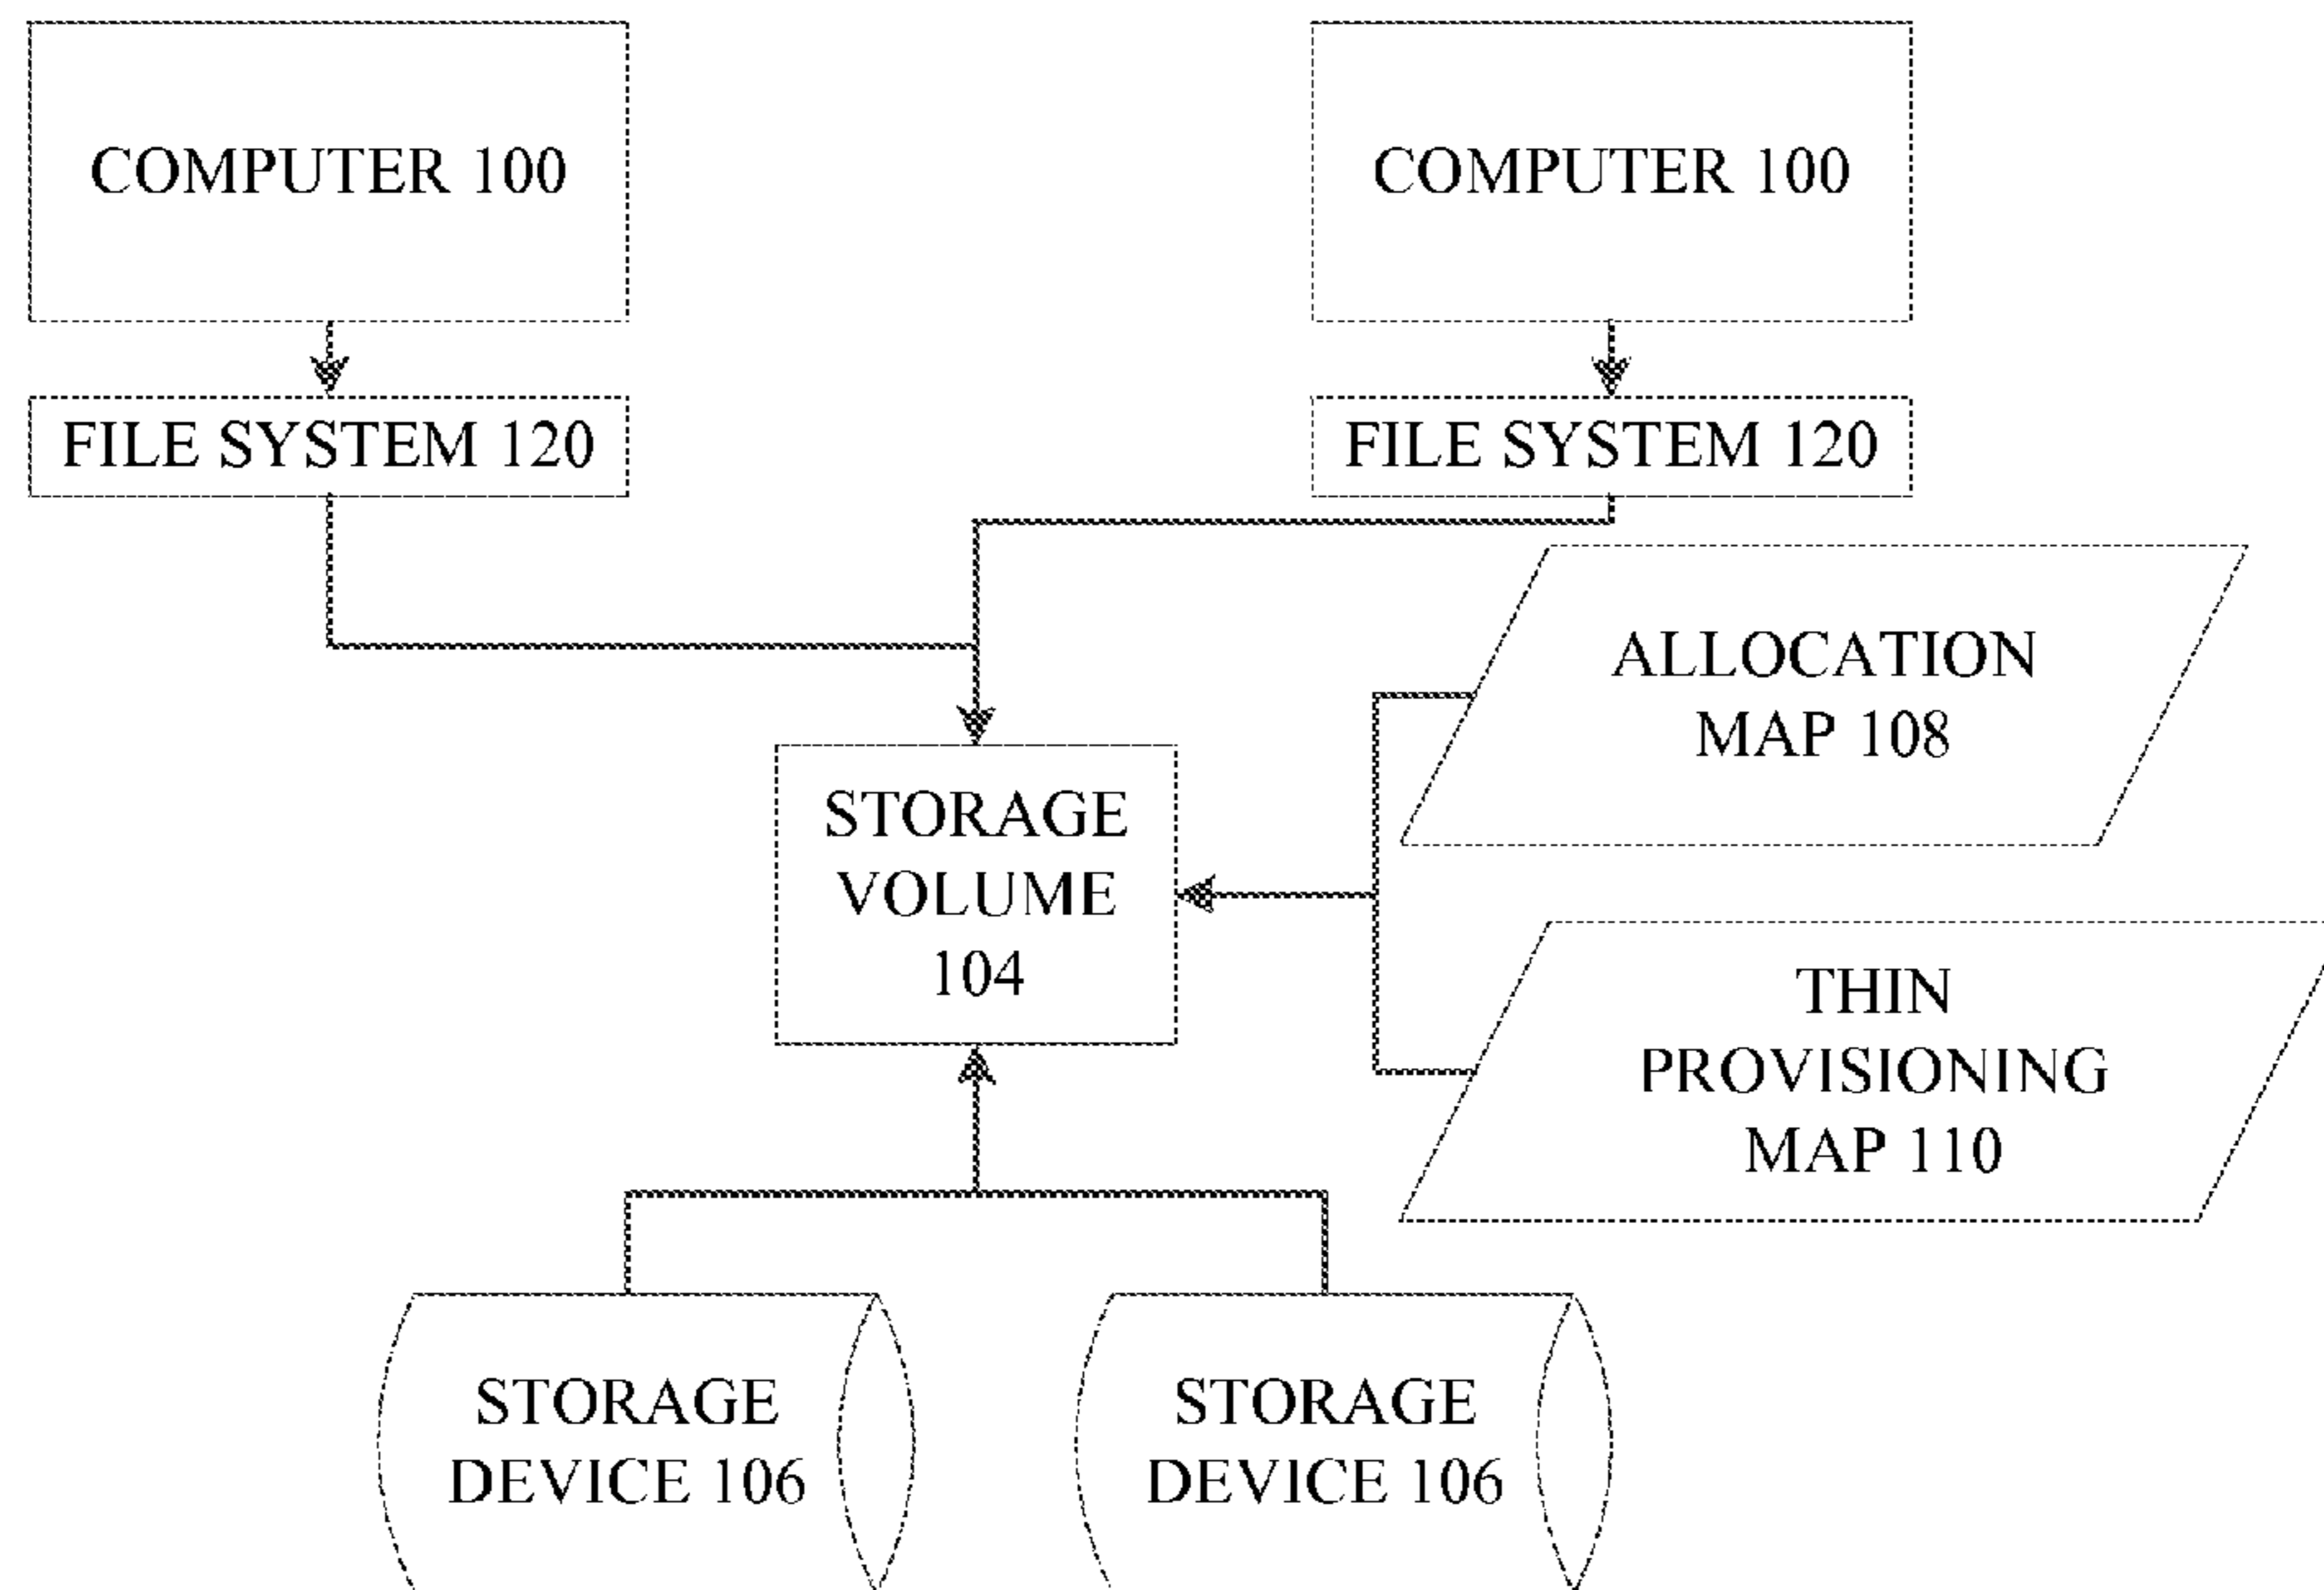 COMPUTER 100
COMPUTER 100
FILE SYSTEM 120
FILE SYSTEM 120
ALLOCATION
MAP 108
STORAGE
VOLUME
104
THIN
PROVISIONING
MAP 110
STORAGE
DEVICE 106
STORAGE
DEVICE 106